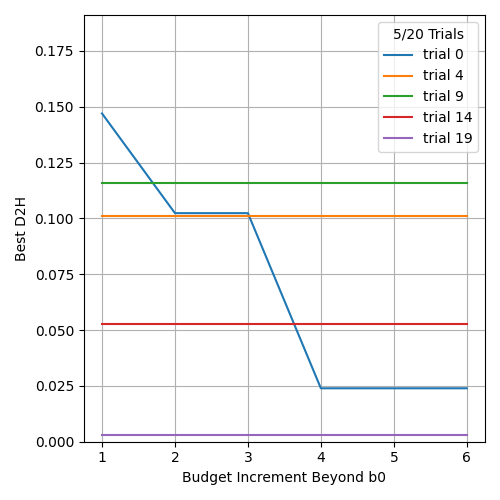 5/20 Trials
trial 0
trial 4
trial 9
trial 14
trial 19
Best D2H
0.175
0.150
0.125
0.100
0.075
0.050
0.025
0.000
1 2 3 4 5 6
Budget Increment Beyond b0